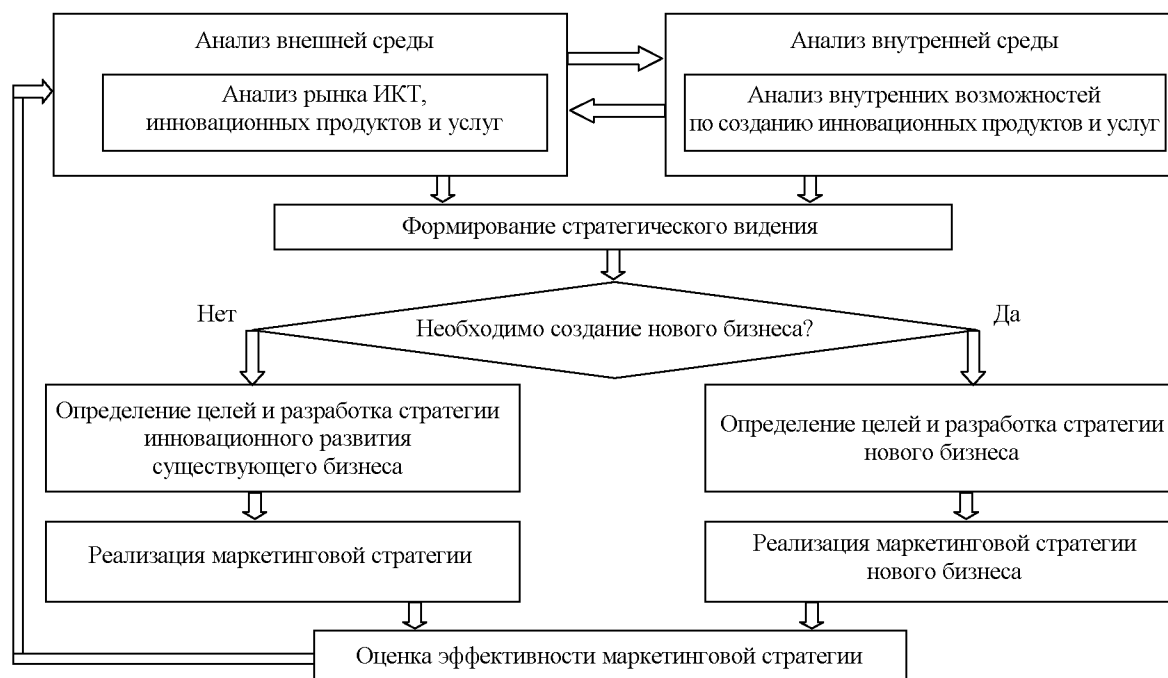 Анализ внешней среды
Анализ рынка ИКТ,
инновационных продуктов и услуг
Анализ внутренней среды
Анализ внутренних возможностей
по созданию инновационных продуктов и услуг
Формирование стратегического видения
Нет
Необходимо создание нового бизнеса?
Да
Определение целей и разработка стратегии
инновационного развития
существующего бизнеса
Определение целей и разработка стратегии
нового бизнеса
Реализация маркетинговой стратегии
Реализация маркетинговой стратегии
нового бизнеса
Оценка эффективности маркетинговой стратегии